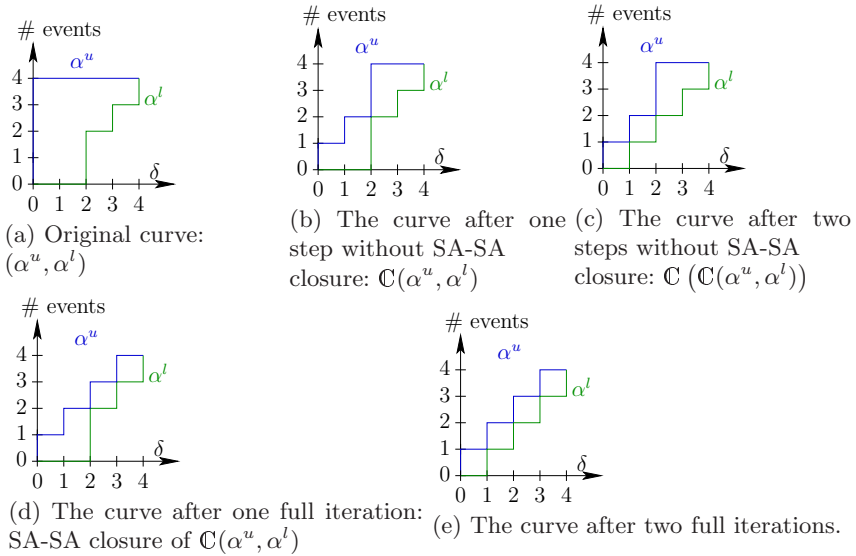 # events
α^u
4
3
α^l
2
1
0
δ
0 1 2 3 4
(a) Original curve:
(α^u, α^l)
# events
α^u
4
3
α^l
2
1
0
δ
0 1 2 3 4
(b) The curve after one
step without SA-SA
closure: ℂ(α^u, α^l)
# events
α^u
4
3
α^l
2
1
0
δ
0 1 2 3 4
(c) The curve after two
steps without SA-SA
closure: ℂ (ℂ(α^u, α^l))
# events
α^u
4
3
α^l
2
1
0
δ
0 1 2 3 4
(d) The curve after one full iteration:
SA-SA closure of ℂ(α^u, α^l)
# events
α^u
4
3
α^l
2
1
0
δ
0 1 2 3 4
(e) The curve after two full iterations.